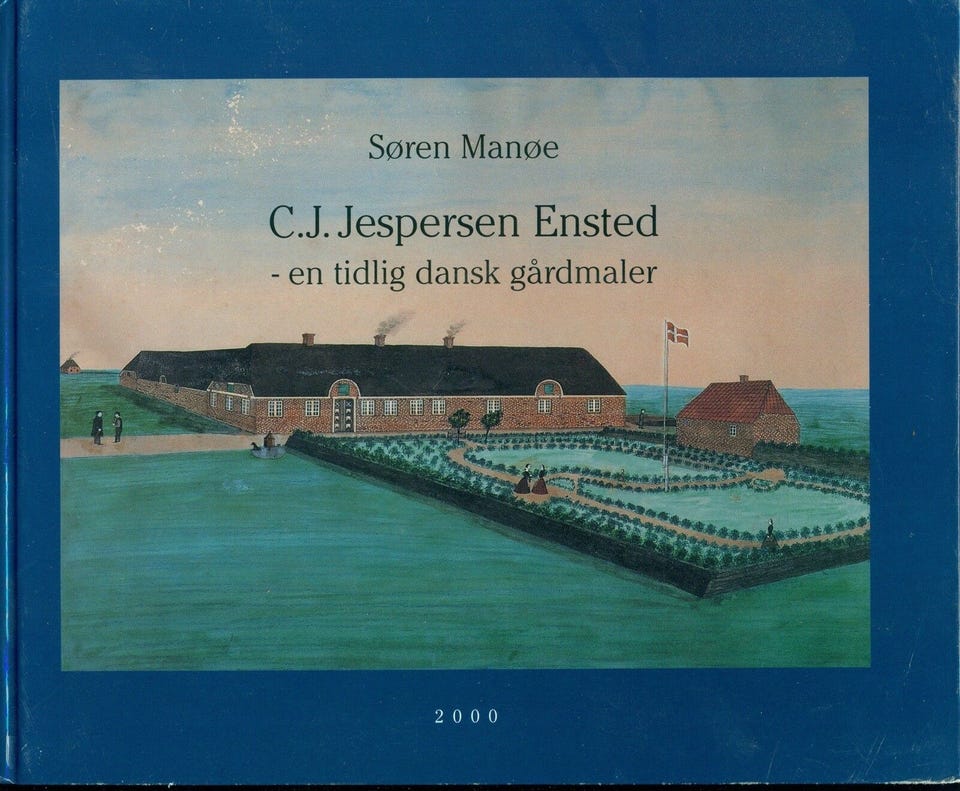 Søren Manøe
C.J. Jespersen Ensted
- en tidlig dansk gårdmaler
2000